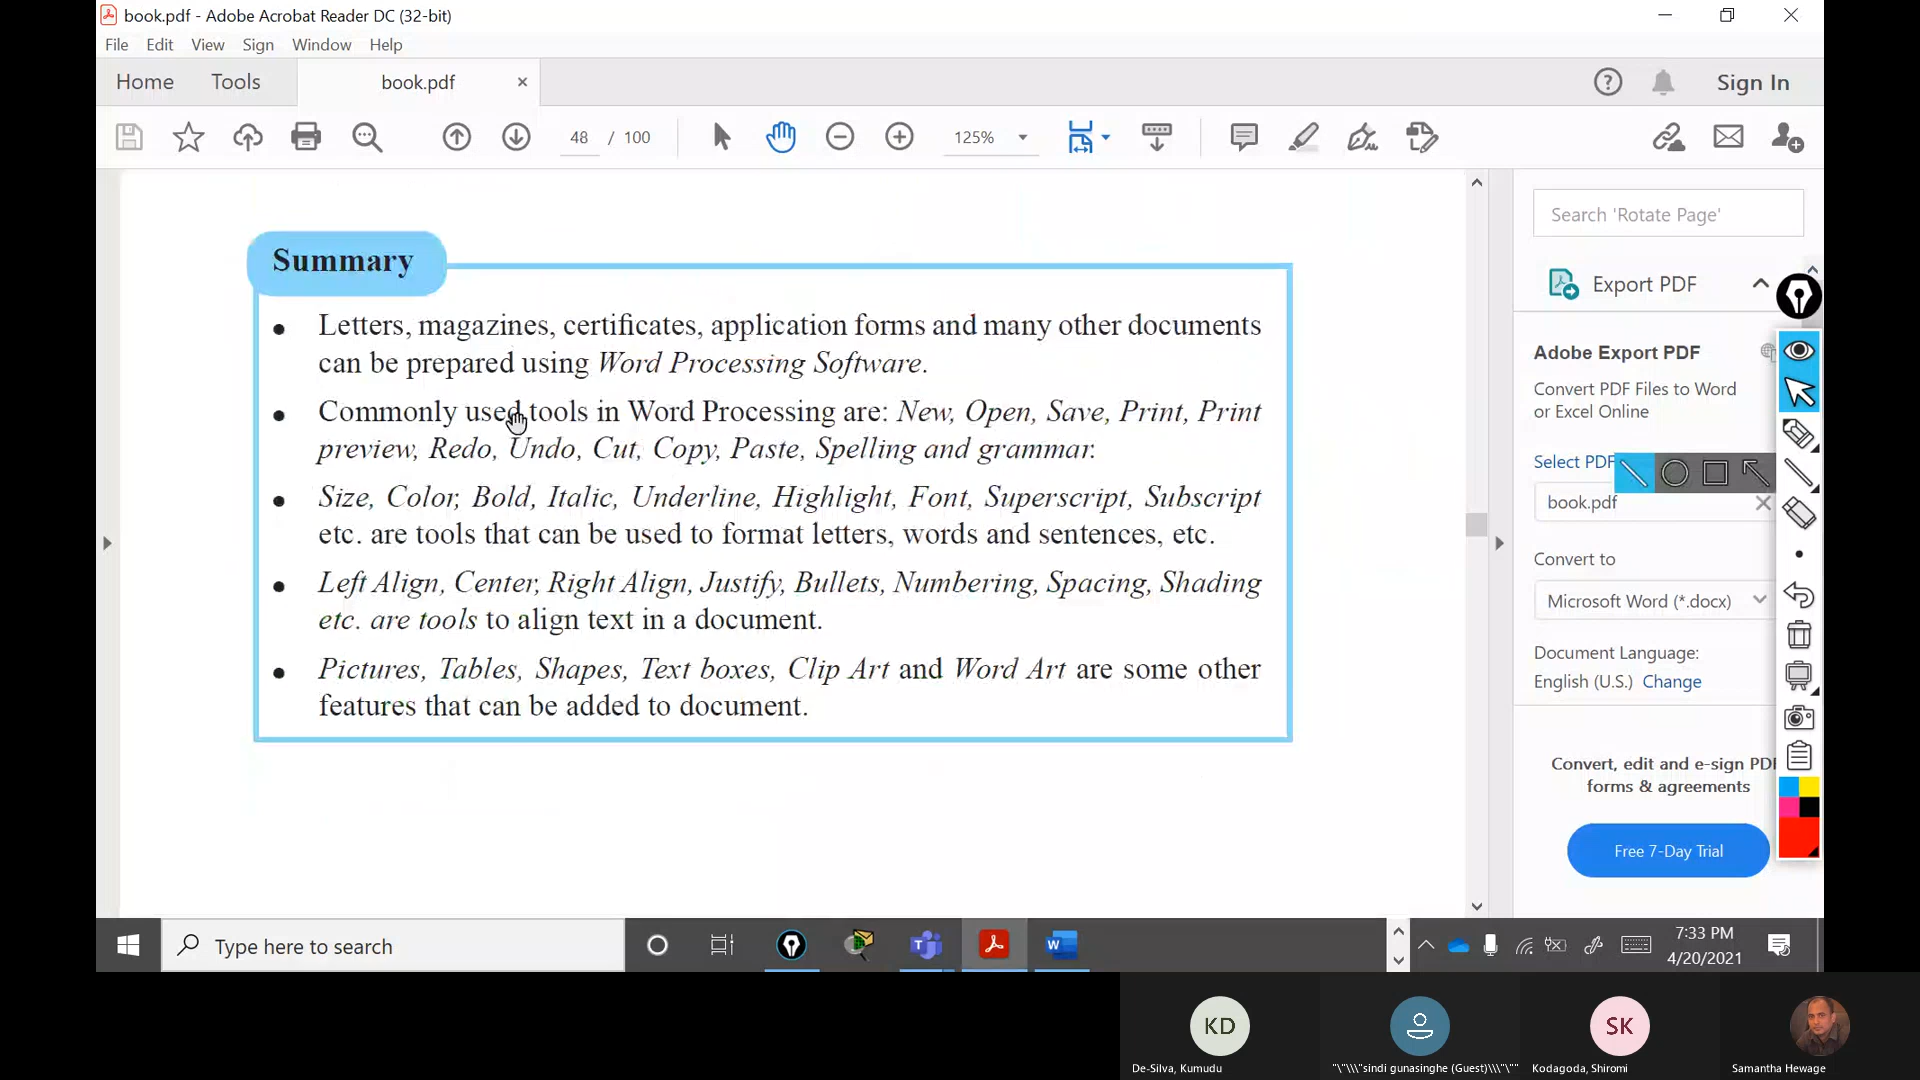 book.pdf - Adobe Acrobat Reader DC (32-bit)
File Edit View Sign Window Help
Home Tools book.pdf Sign In
48 / 100 125%
Summary
• Letters, magazines, certificates, application forms and many other documents
can be prepared using Word Processing Software.
• Commonly used tools in Word Processing are: New, Open, Save, Print, Print
preview, Redo, Undo, Cut, Copy, Paste, Spelling and grammar.
• Size, Color, Bold, Italic, Underline, Highlight, Font, Superscript, Subscript
etc. are tools that can be used to format letters, words and sentences, etc.
• Left Align, Center, Right Align, Justify, Bullets, Numbering, Spacing, Shading
etc. are tools to align text in a document.
• Pictures, Tables, Shapes, Text boxes, Clip Art and Word Art are some other
features that can be added to document.
Search 'Rotate Page'
Export PDF
Adobe Export PDF
Convert PDF Files to Word
or Excel Online
Select PDF
book.pdf
Convert to
Microsoft Word (*.docx)
Document Language:
English (U.S.) Change
Convert, edit and e-sign PD
forms & agreements
Free 7-Day Trial
Type here to search
7:33 PM
4/20/2021
KD
SK
De-Silva, Kumudu
"\"\\\"sindi gunasinghe (Guest)\\\"\""
Kodagoda, Shiromi
Samantha Hewage